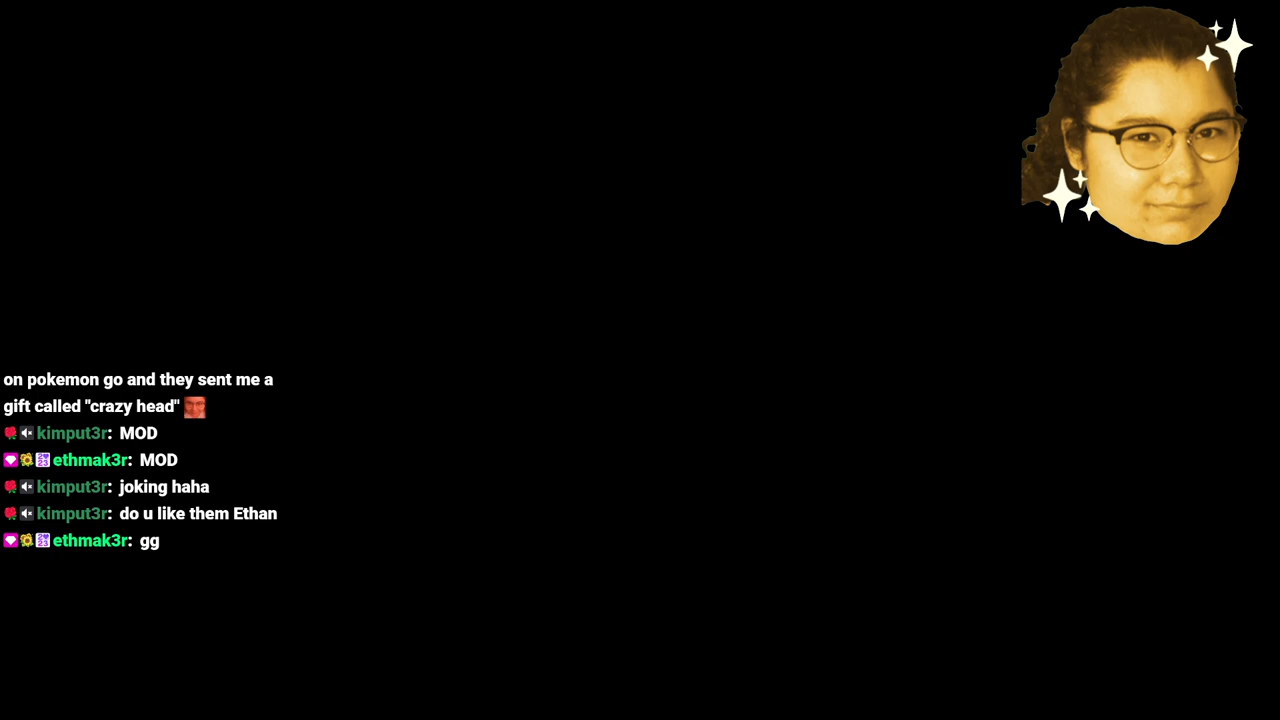 on pokemon go and they sent me a
gift called "crazy head"
kimput3r: MOD
ethmak3r: MOD
kimput3r: joking haha
kimput3r: do u like them Ethan
ethmak3r: gg